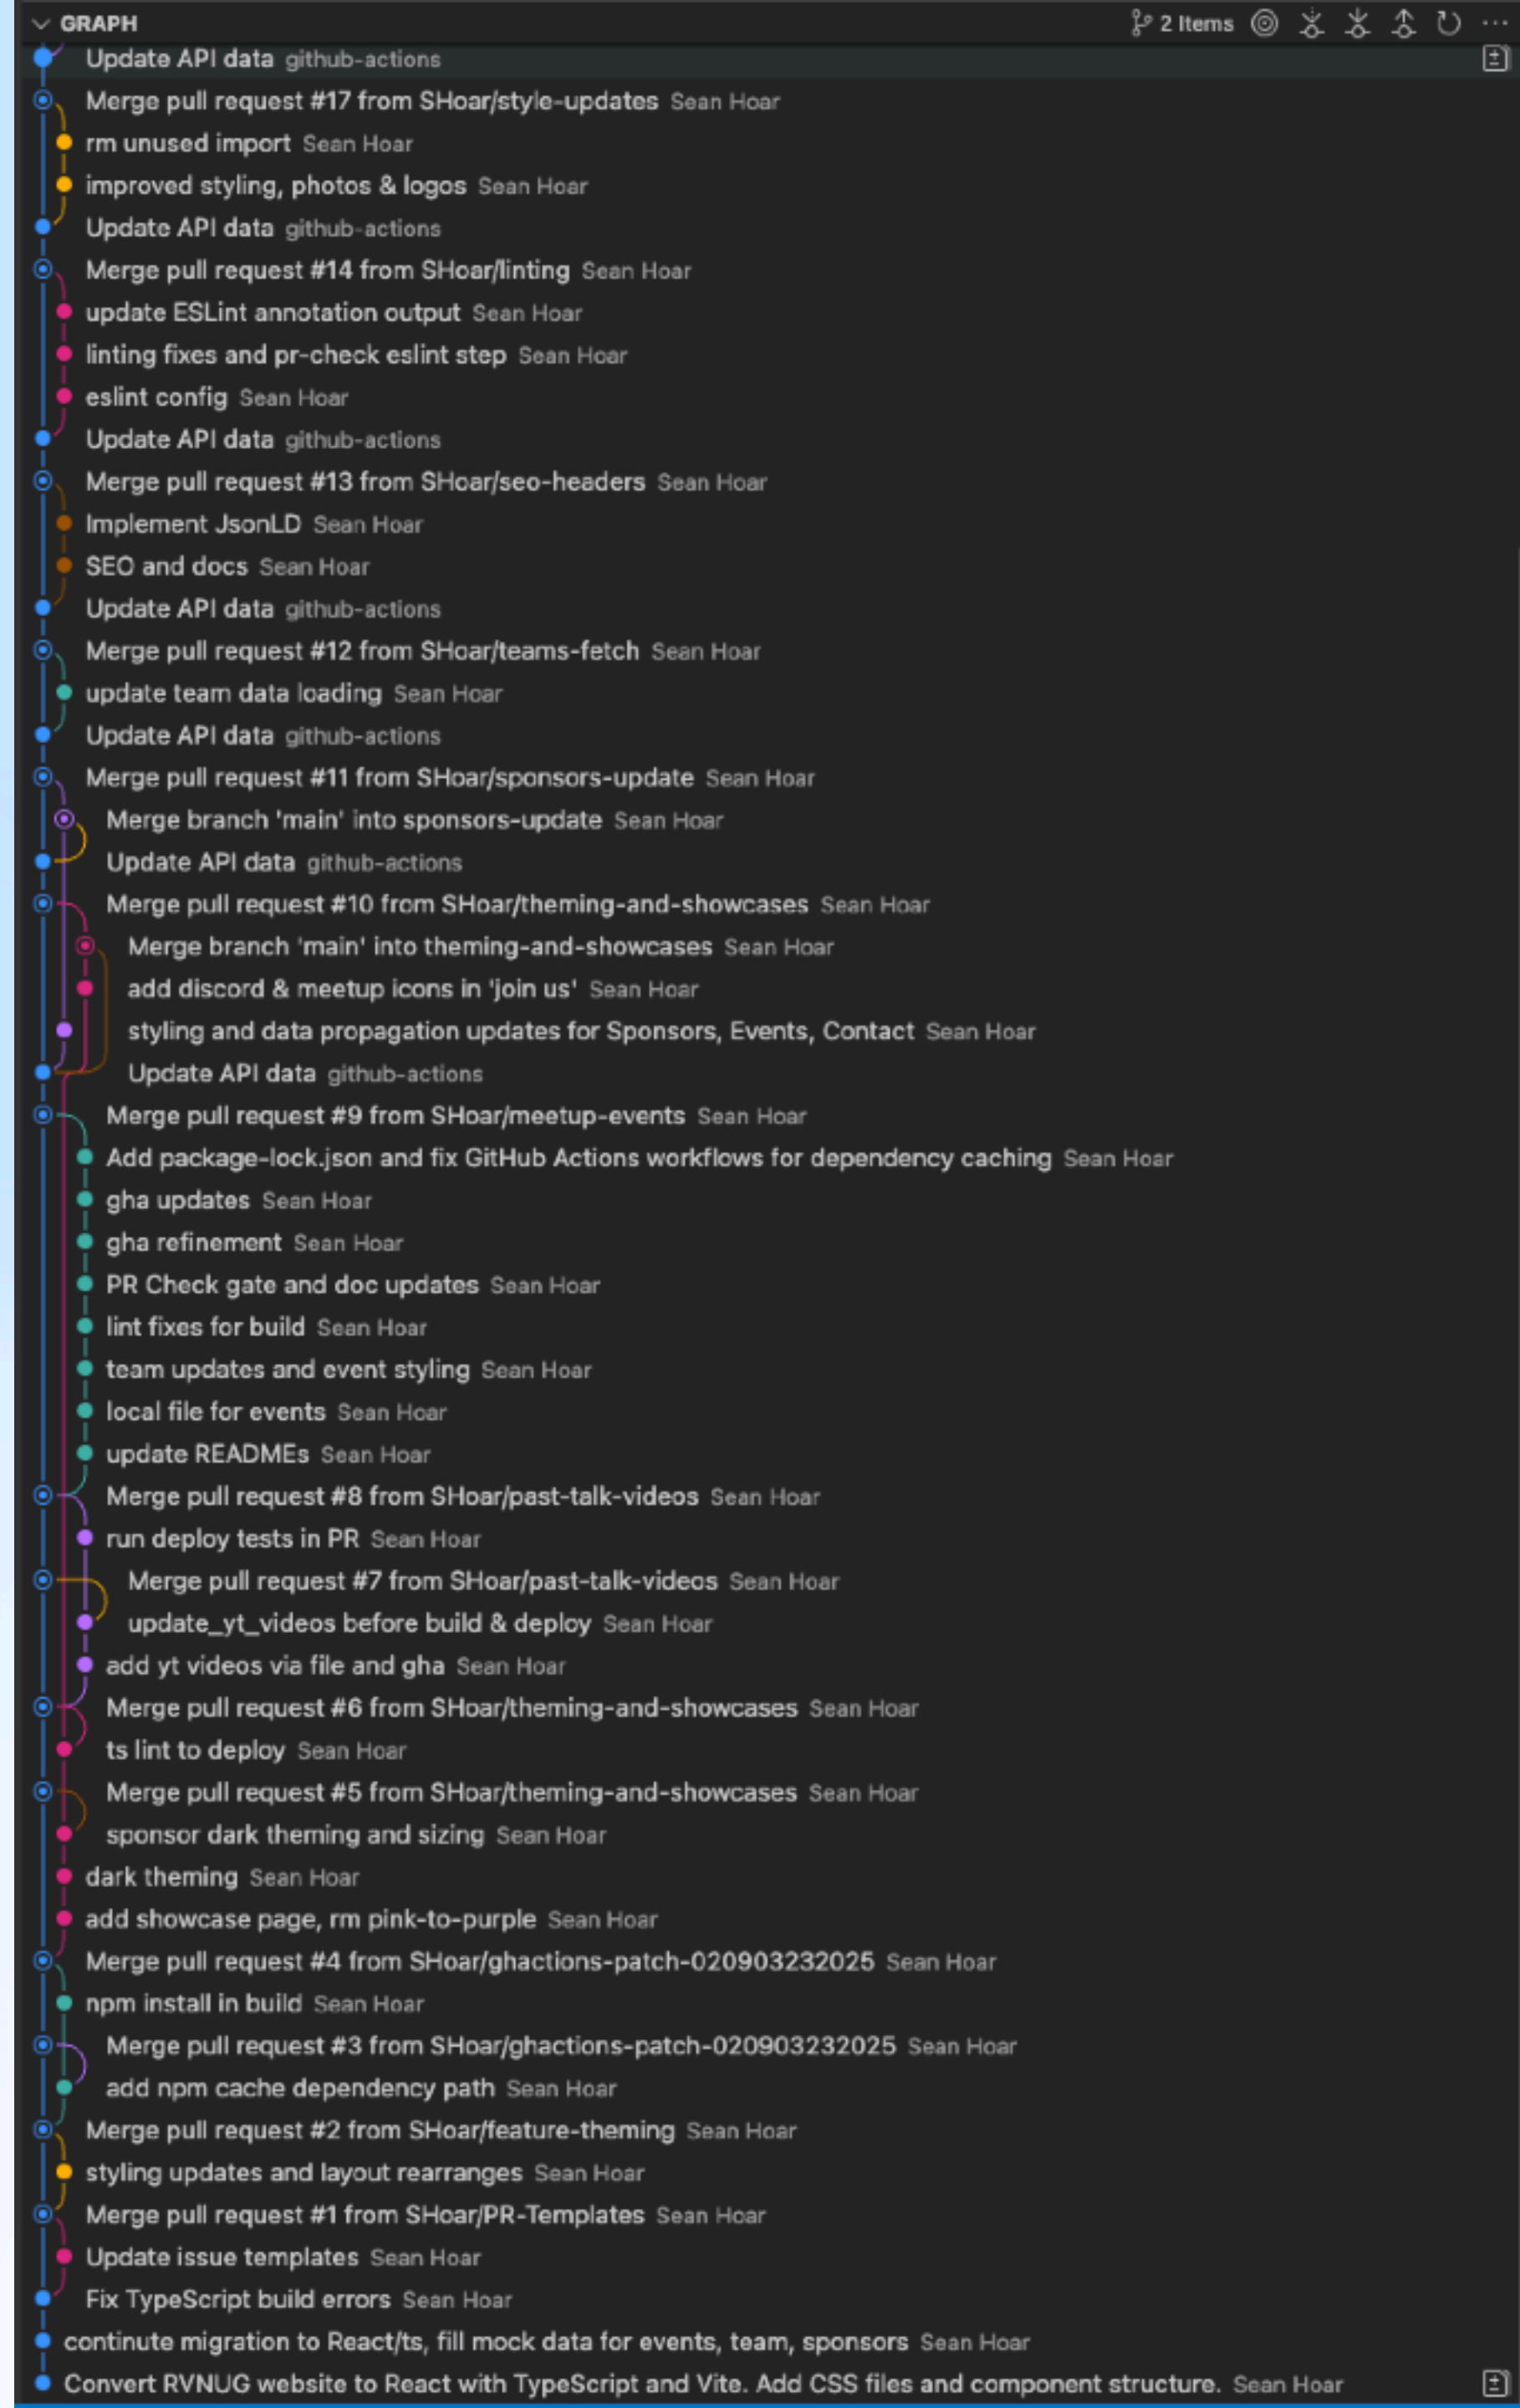 GRAPH 2 Items
Update API data github-actions
Merge pull request #17 from SHoar/style-updates Sean Hoar
rm unused import Sean Hoar
improved styling, photos & logos Sean Hoar
Update API data github-actions
Merge pull request #14 from SHoar/linting Sean Hoar
update ESLint annotation output Sean Hoar
linting fixes and pr-check eslint step Sean Hoar
eslint config Sean Hoar
Update API data github-actions
Merge pull request #13 from SHoar/seo-headers Sean Hoar
Implement JsonLD Sean Hoar
SEO and docs Sean Hoar
Update API data github-actions
Merge pull request #12 from SHoar/teams-fetch Sean Hoar
update team data loading Sean Hoar
Update API data github-actions
Merge pull request #11 from SHoar/sponsors-update Sean Hoar
Merge branch 'main' into sponsors-update Sean Hoar
Update API data github-actions
Merge pull request #10 from SHoar/theming-and-showcases Sean Hoar
Merge branch 'main' into theming-and-showcases Sean Hoar
add discord & meetup icons in 'join us' Sean Hoar
styling and data propagation updates for Sponsors, Events, Contact Sean Hoar
Update API data github-actions
Merge pull request #9 from SHoar/meetup-events Sean Hoar
Add package-lock.json and fix GitHub Actions workflows for dependency caching Sean Hoar
gha updates Sean Hoar
gha refinement Sean Hoar
PR Check gate and doc updates Sean Hoar
lint fixes for build Sean Hoar
team updates and event styling Sean Hoar
local file for events Sean Hoar
update READMEs Sean Hoar
Merge pull request #8 from SHoar/past-talk-videos Sean Hoar
run deploy tests in PR Sean Hoar
Merge pull request #7 from SHoar/past-talk-videos Sean Hoar
update_yt_videos before build & deploy Sean Hoar
add yt videos via file and gha Sean Hoar
Merge pull request #6 from SHoar/theming-and-showcases Sean Hoar
ts lint to deploy Sean Hoar
Merge pull request #5 from SHoar/theming-and-showcases Sean Hoar
sponsor dark theming and sizing Sean Hoar
dark theming Sean Hoar
add showcase page, rm pink-to-purple Sean Hoar
Merge pull request #4 from SHoar/ghactions-patch-020903232025 Sean Hoar
npm install in build Sean Hoar
Merge pull request #3 from SHoar/ghactions-patch-020903232025 Sean Hoar
add npm cache dependency path Sean Hoar
Merge pull request #2 from SHoar/feature-theming Sean Hoar
styling updates and layout rearranges Sean Hoar
Merge pull request #1 from SHoar/PR-Templates Sean Hoar
Update issue templates Sean Hoar
Fix TypeScript build errors Sean Hoar
continute migration to React/ts, fill mock data for events, team, sponsors Sean Hoar
Convert RVNUG website to React with TypeScript and Vite. Add CSS files and component structure. Sean Hoar